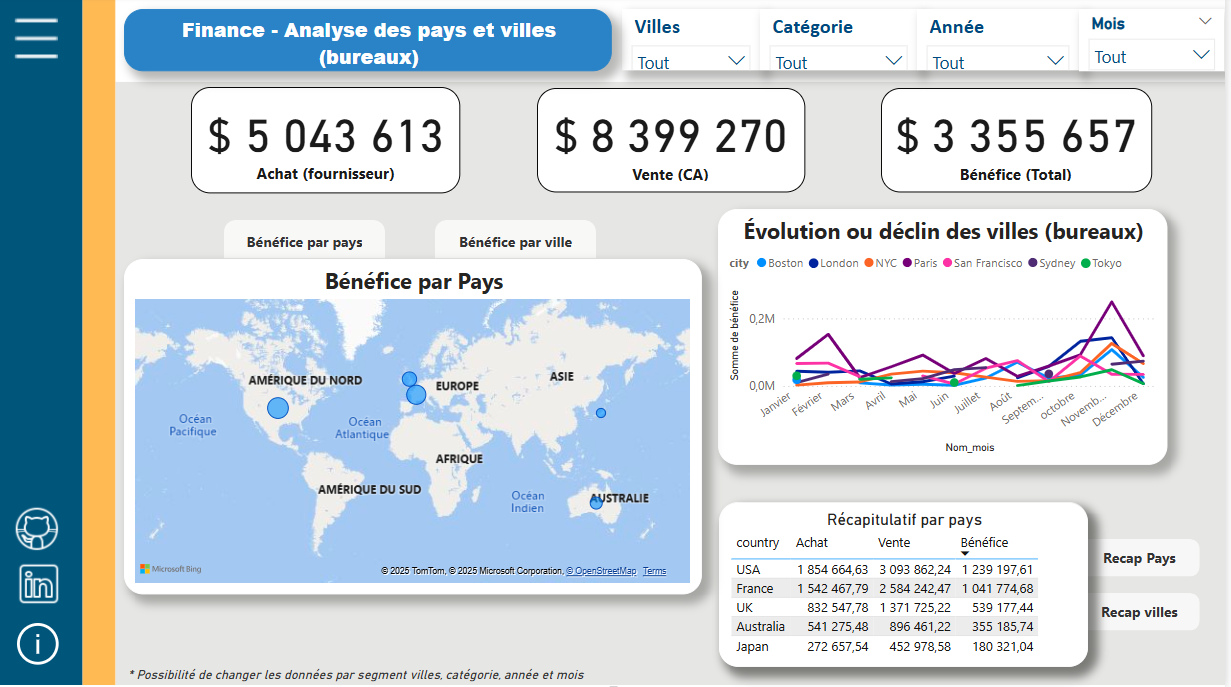 Finance - Analyse des pays et villes
(bureaux)
Villes
Tout
Catégorie
Tout
Année
Tout
Mois
Tout
$ 5 043 613
Achat (fournisseur)
$ 8 399 270
Vente (CA)
$ 3 355 657
Bénéfice (Total)
Bénéfice par pays
Bénéfice par ville
Bénéfice par Pays
AMÉRIQUE DU NORD
EUROPE
ASIE
Océan
Pacifique
Océan
Atlantique
AFRIQUE
AMÉRIQUE DU SUD
Océan
Indien
AUSTRALIE
Microsoft Bing
© 2025 TomTom, © 2025 Microsoft Corporation, © OpenStreetMap Terms
Évolution ou déclin des villes (bureaux)
city Boston London NYC Paris San Francisco Sydney Tokyo
Somme de bénéfice
0,2M
0,0M
Janvier
Février
Mars
Avril
Mai
Juin
Juillet
Août
Septem...
octobre
Novemb...
Décembre
Nom_mois
Récapitulatif par pays
country Achat Vente Bénéfice
USA 1 854 664,63 3 093 862,24 1 239 197,61
France 1 542 467,79 2 584 242,47 1 041 774,68
UK 832 547,78 1 371 725,22 539 177,44
Australia 541 275,48 896 461,22 355 185,74
Japan 272 657,54 452 978,58 180 321,04
Recap Pays
Recap villes
in
i
* Possibilité de changer les données par segment villes, catégorie, année et mois